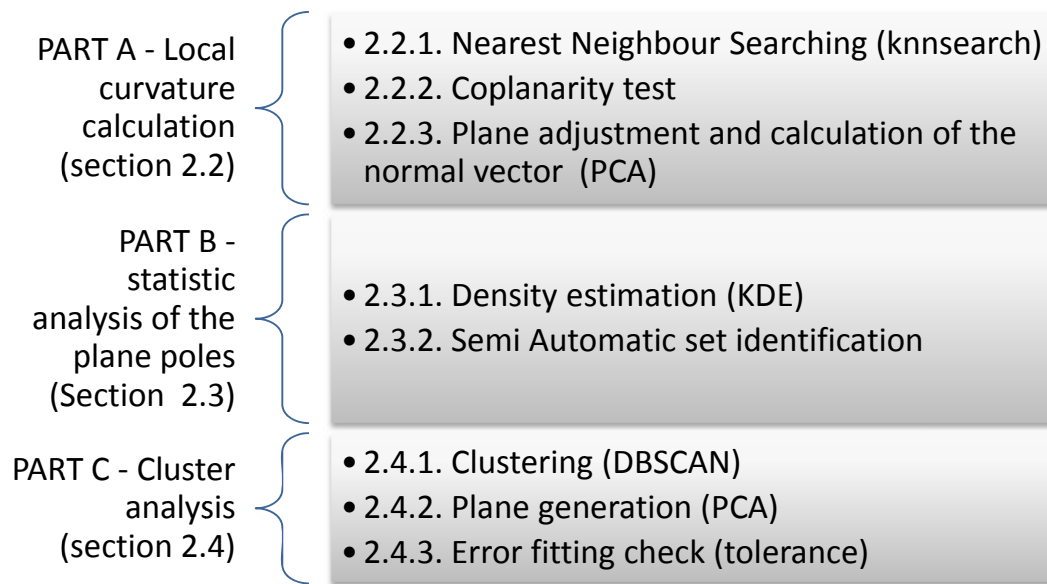 PART A - Local
curvature
calculation
(section 2.2)
• 2.2.1. Nearest Neighbour Searching (knnsearch)
• 2.2.2. Coplanarity test
• 2.2.3. Plane adjustment and calculation of the
normal vector (PCA)
PART B -
statistic
analysis of the
plane poles
(Section 2.3)
• 2.3.1. Density estimation (KDE)
• 2.3.2. Semi Automatic set identification
PART C - Cluster
analysis
(section 2.4)
• 2.4.1. Clustering (DBSCAN)
• 2.4.2. Plane generation (PCA)
• 2.4.3. Error fitting check (tolerance)